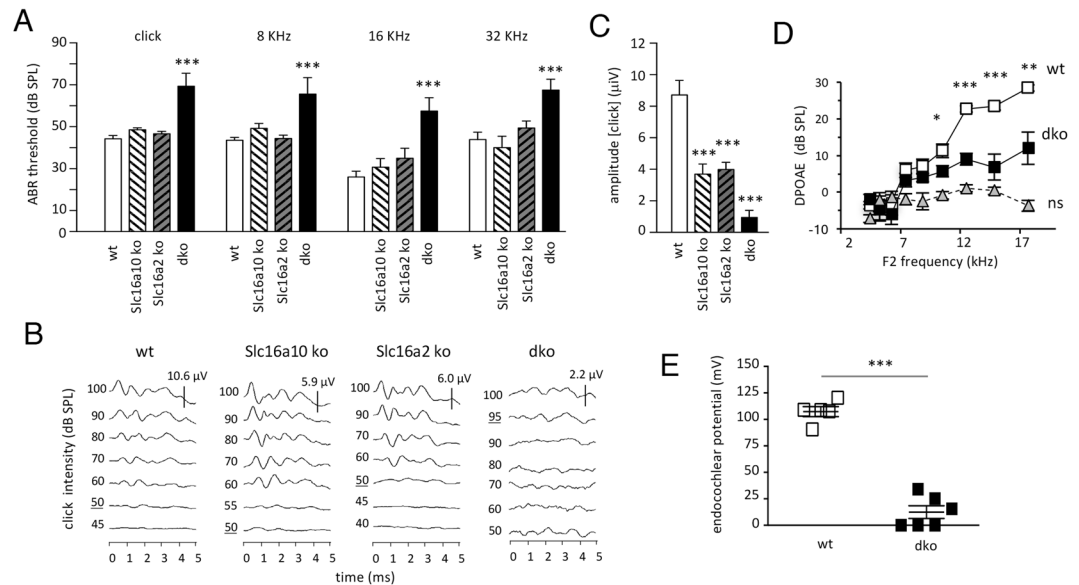 A
click
8 KHz
16 KHz
32 KHz
ABR threshold (dB SPL)
90
70
50
30
10
0
***
***
***
***
wt
Slc16a10 ko
Slc16a2 ko
dko
wt
Slc16a10 ko
Slc16a2 ko
dko
wt
Slc16a10 ko
Slc16a2 ko
dko
wt
Slc16a10 ko
Slc16a2 ko
dko
C
amplitude [click] (µiV)
12
10
8
6
4
2
0
***
***
***
wt
Slc16a10 ko
Slc16a2 ko
dko
D
DPOAE (dB SPL)
30
20
10
0
-10
*
***
***
**
wt
dko
ns
2
7
12
17
F2 frequency (kHz)
B
click intensity (dB SPL)
wt
10.6 µV
100
90
80
70
60
50
45
0 1 2 3 4 5
Slc16a10 ko
5.9 µV
100
90
80
70
60
55
50
0 1 2 3 4 5
Slc16a2 ko
6.0 µV
100
90
80
70
60
50
45
40
0 1 2 3 4 5
dko
2.2 µV
100
95
90
80
70
60
50
0 1 2 3 4 5
time (ms)
E
endocochlear potential (mV)
150
125
100
75
50
25
0
***
wt
dko